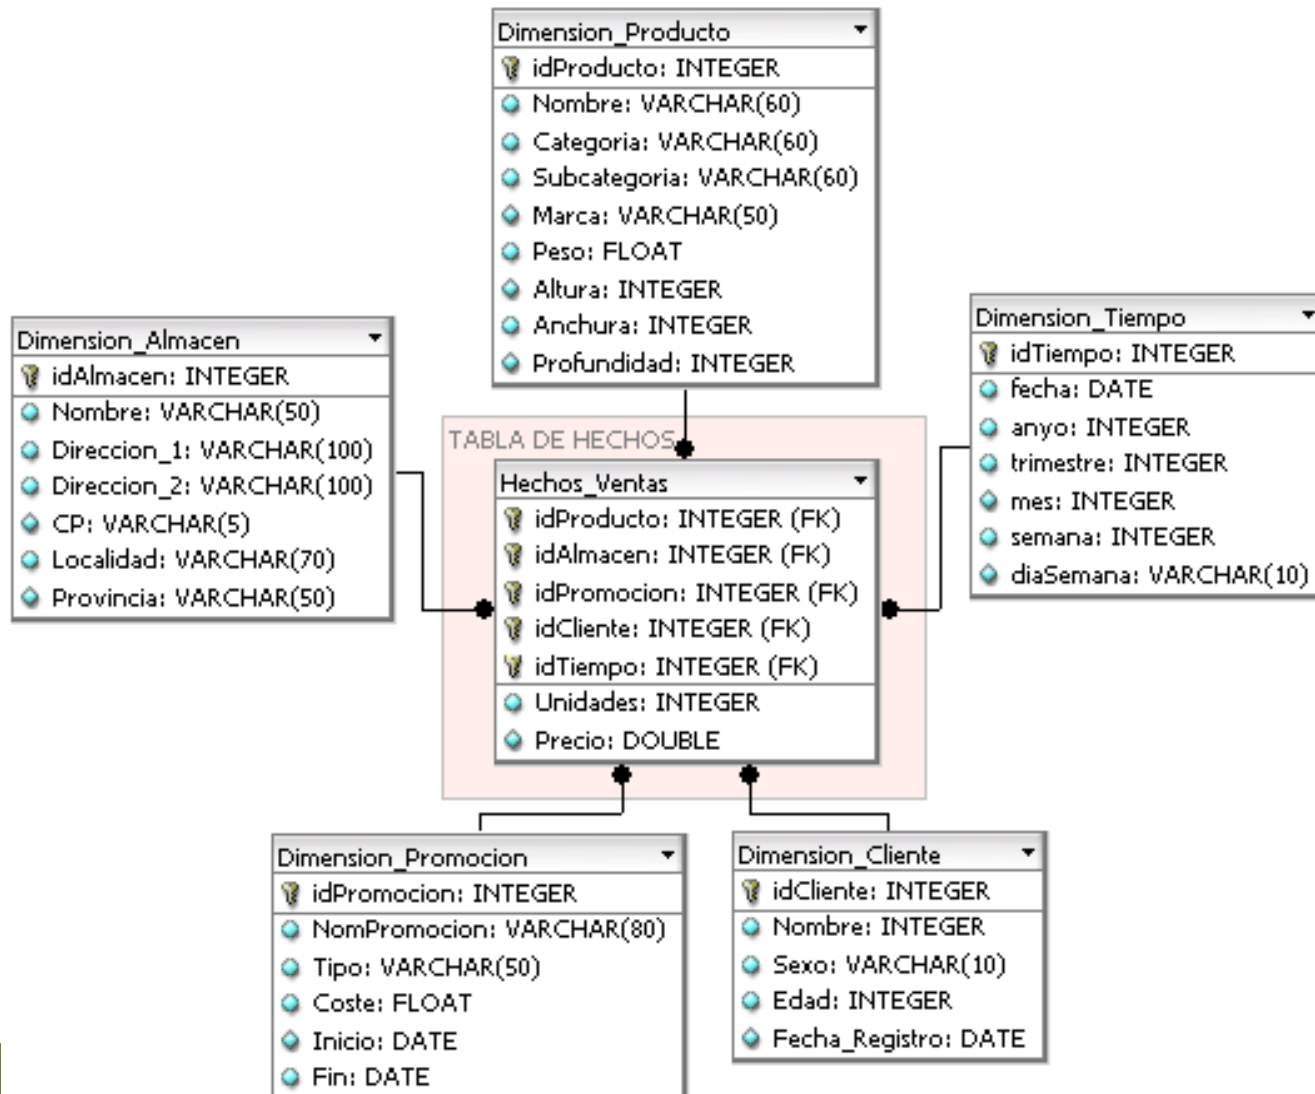 Dimension_Producto
idProducto: INTEGER
Nombre: VARCHAR(60)
Categoria: VARCHAR(60)
Subcategoria: VARCHAR(60)
Marca: VARCHAR(50)
Peso: FLOAT
Altura: INTEGER
Anchura: INTEGER
Profundidad: INTEGER
Dimension_Almacen
idAlmacen: INTEGER
Nombre: VARCHAR(50)
Direccion_1: VARCHAR(100)
Direccion_2: VARCHAR(100)
CP: VARCHAR(5)
Localidad: VARCHAR(70)
Provincia: VARCHAR(50)
Dimension_Tiempo
idTiempo: INTEGER
fecha: DATE
anyo: INTEGER
trimestre: INTEGER
mes: INTEGER
semana: INTEGER
diaSemana: VARCHAR(10)
TABLA DE HECHOS
Hechos_Ventas
idProducto: INTEGER (FK)
idAlmacen: INTEGER (FK)
idPromocion: INTEGER (FK)
idCliente: INTEGER (FK)
idTiempo: INTEGER (FK)
Unidades: INTEGER
Precio: DOUBLE
Dimension_Promocion
idPromocion: INTEGER
NomPromocion: VARCHAR(80)
Tipo: VARCHAR(50)
Coste: FLOAT
Inicio: DATE
Fin: DATE
Dimension_Cliente
idCliente: INTEGER
Nombre: INTEGER
Sexo: VARCHAR(10)
Edad: INTEGER
Fecha_Registro: DATE